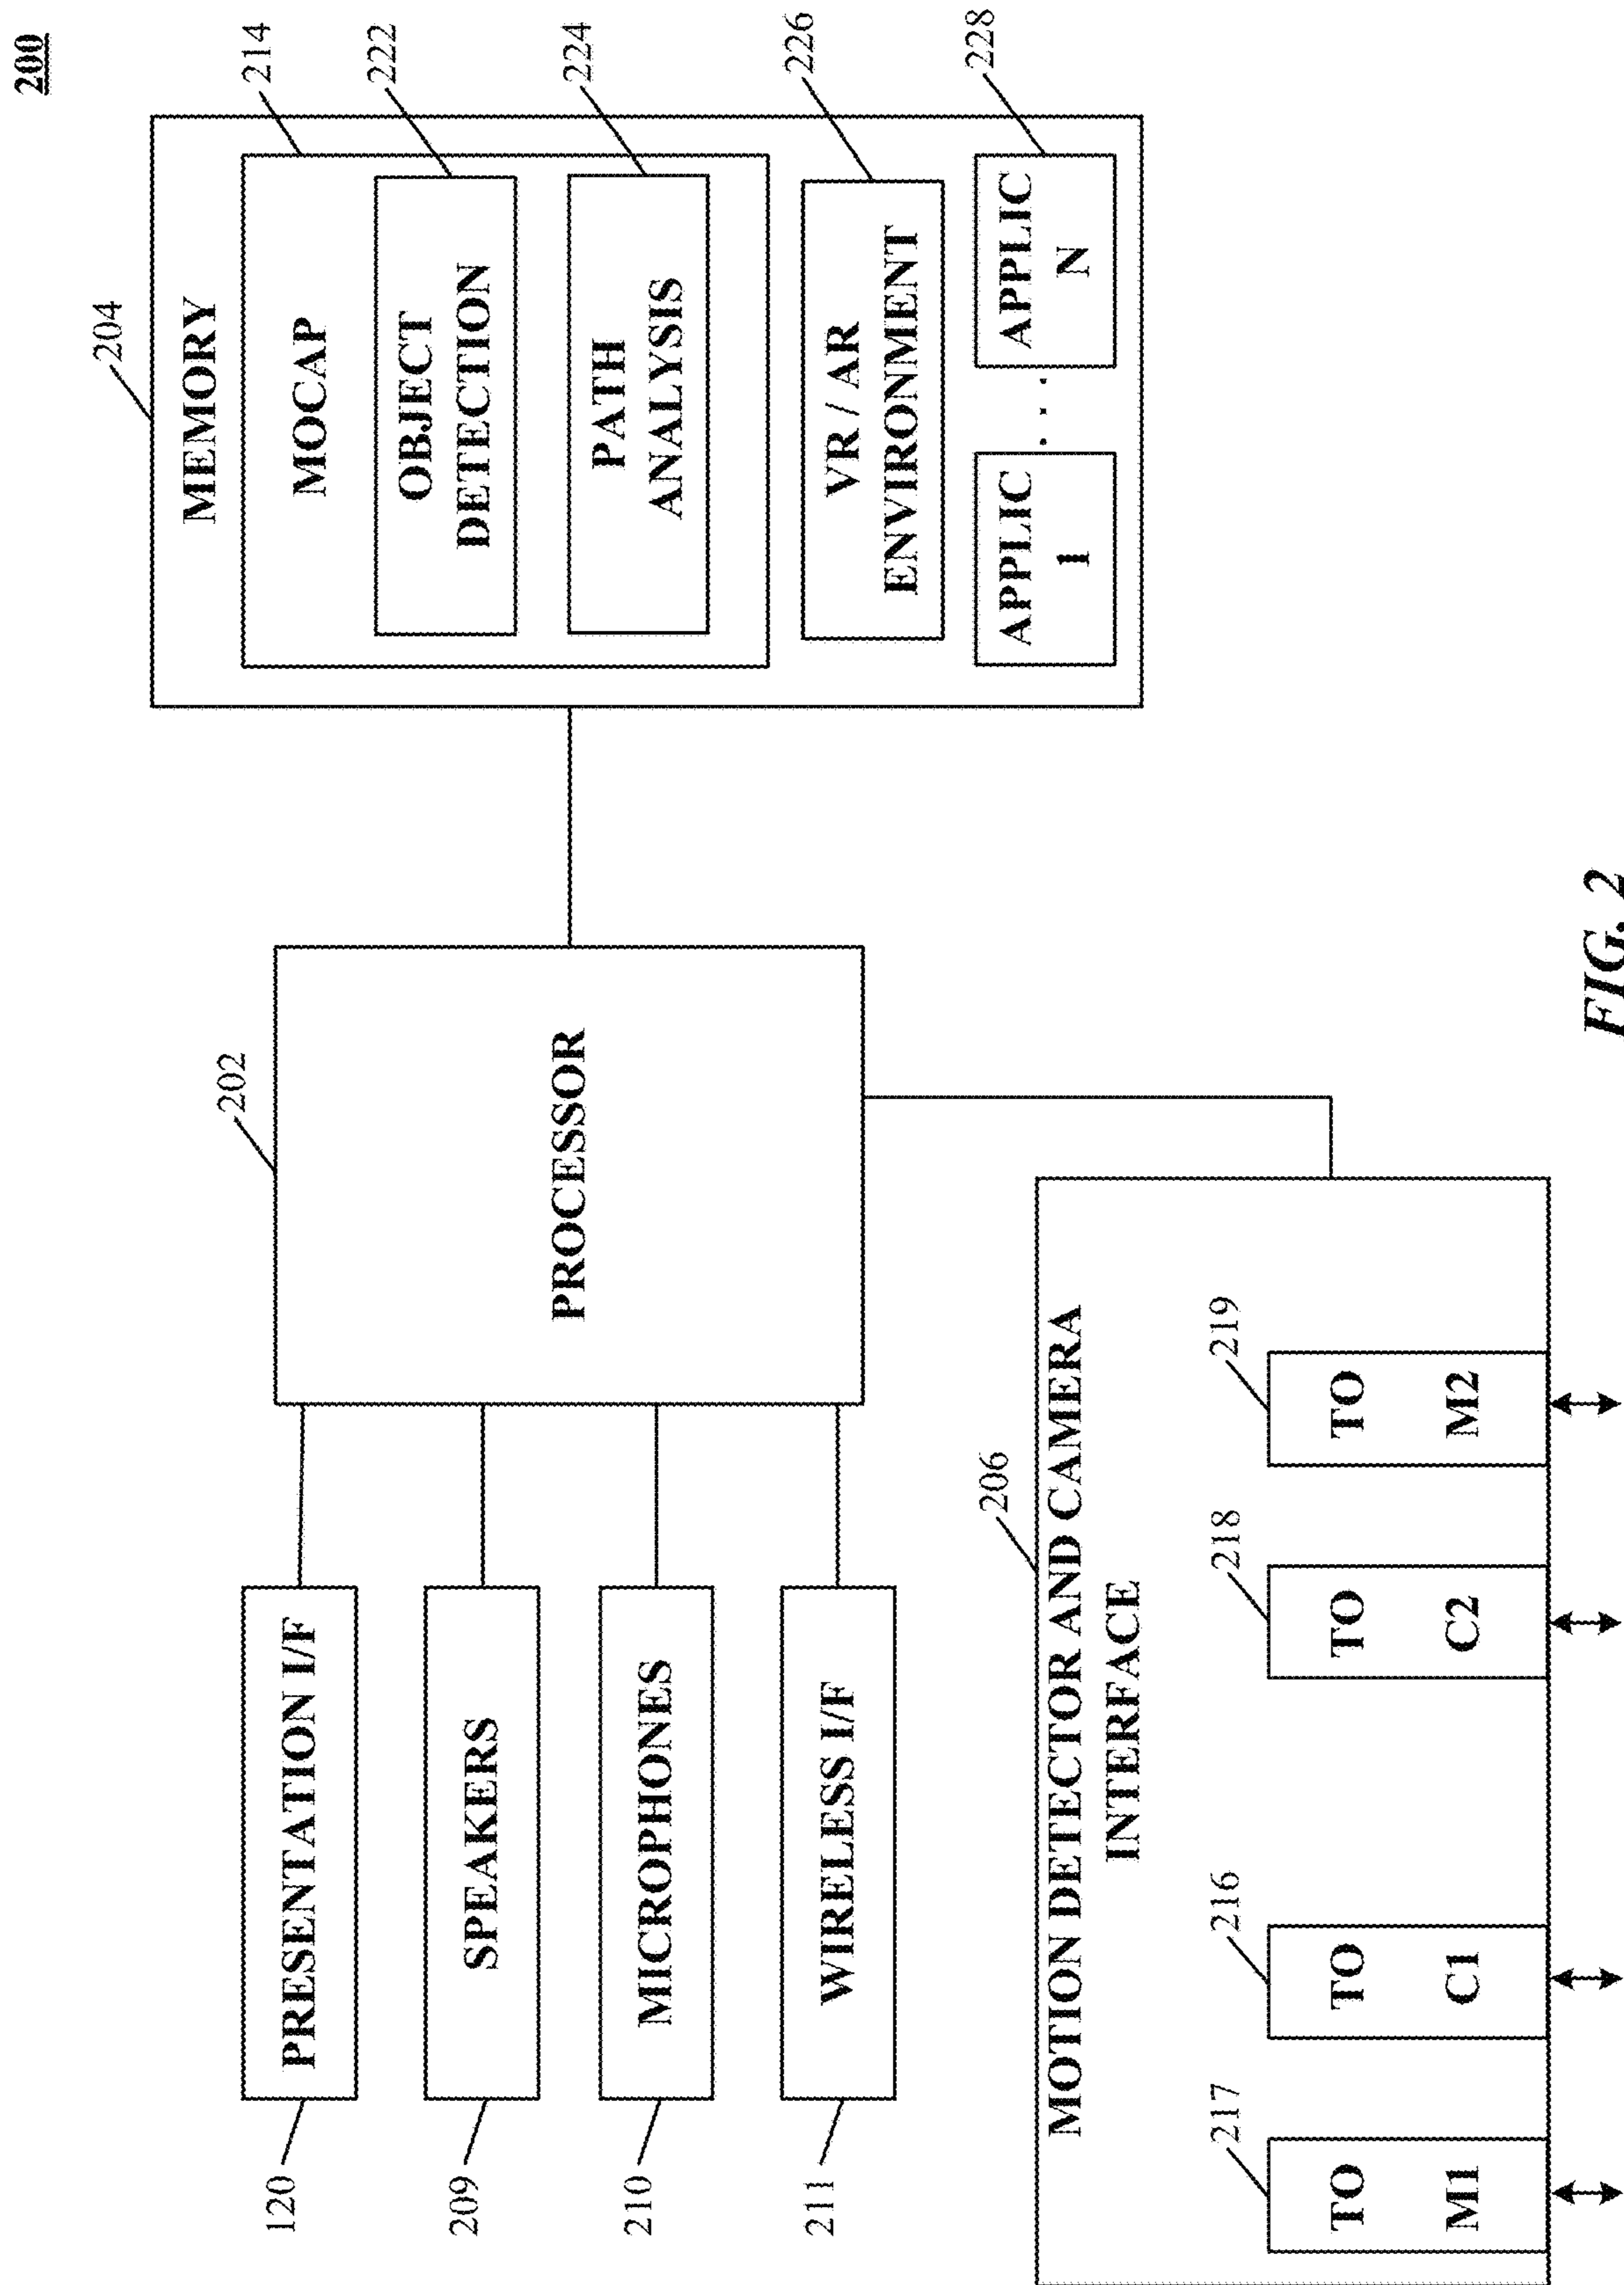 200
204
MEMORY
214
MOCAP
222
OBJECT
DETECTION
224
PATH
ANALYSIS
226
VR / AR
ENVIRONMENT
228
APPLIC
1
. . .
APPLIC
N
202
PROCESSOR
120
PRESENTATION I/F
209
SPEAKERS
210
MICROPHONES
211
WIRELESS I/F
206
MOTION DETECTOR AND CAMERA
INTERFACE
217
TO
M1
216
TO
C1
218
TO
C2
219
TO
M2
FIG. 2